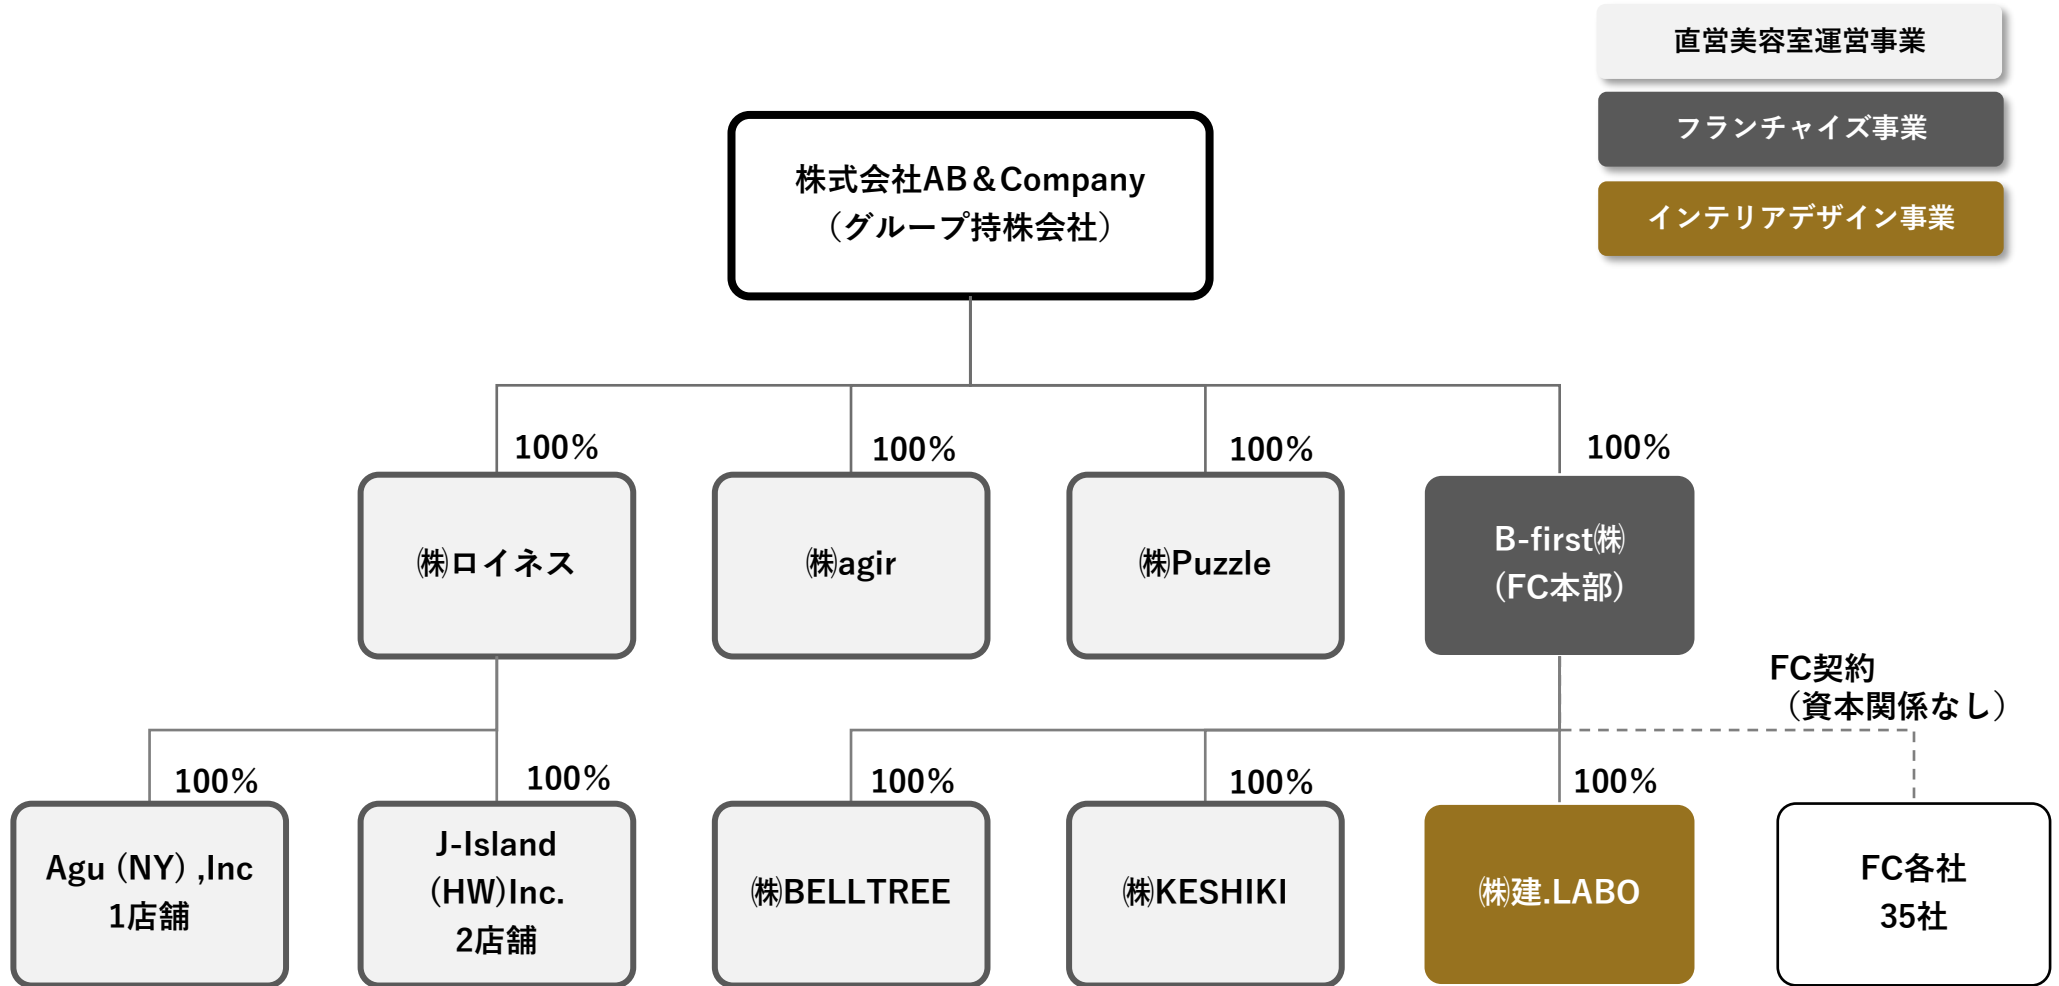 直営美容室運営事業
フランチャイズ事業
インテリアデザイン事業
株式会社AB＆Company
（グループ持株会社）
100%
100%
100%
100%
㈱ロイネス
㈱agir
㈱Puzzle
B-first㈱
（FC本部）
FC契約
（資本関係なし）
100%
100%
100%
100%
100%
Agu（NY）,Inc
1店舗
J-Island
(HW)Inc.
2店舗
㈱BELLTREE
㈱KESHIKI
㈱建.LABO
FC各社
35社